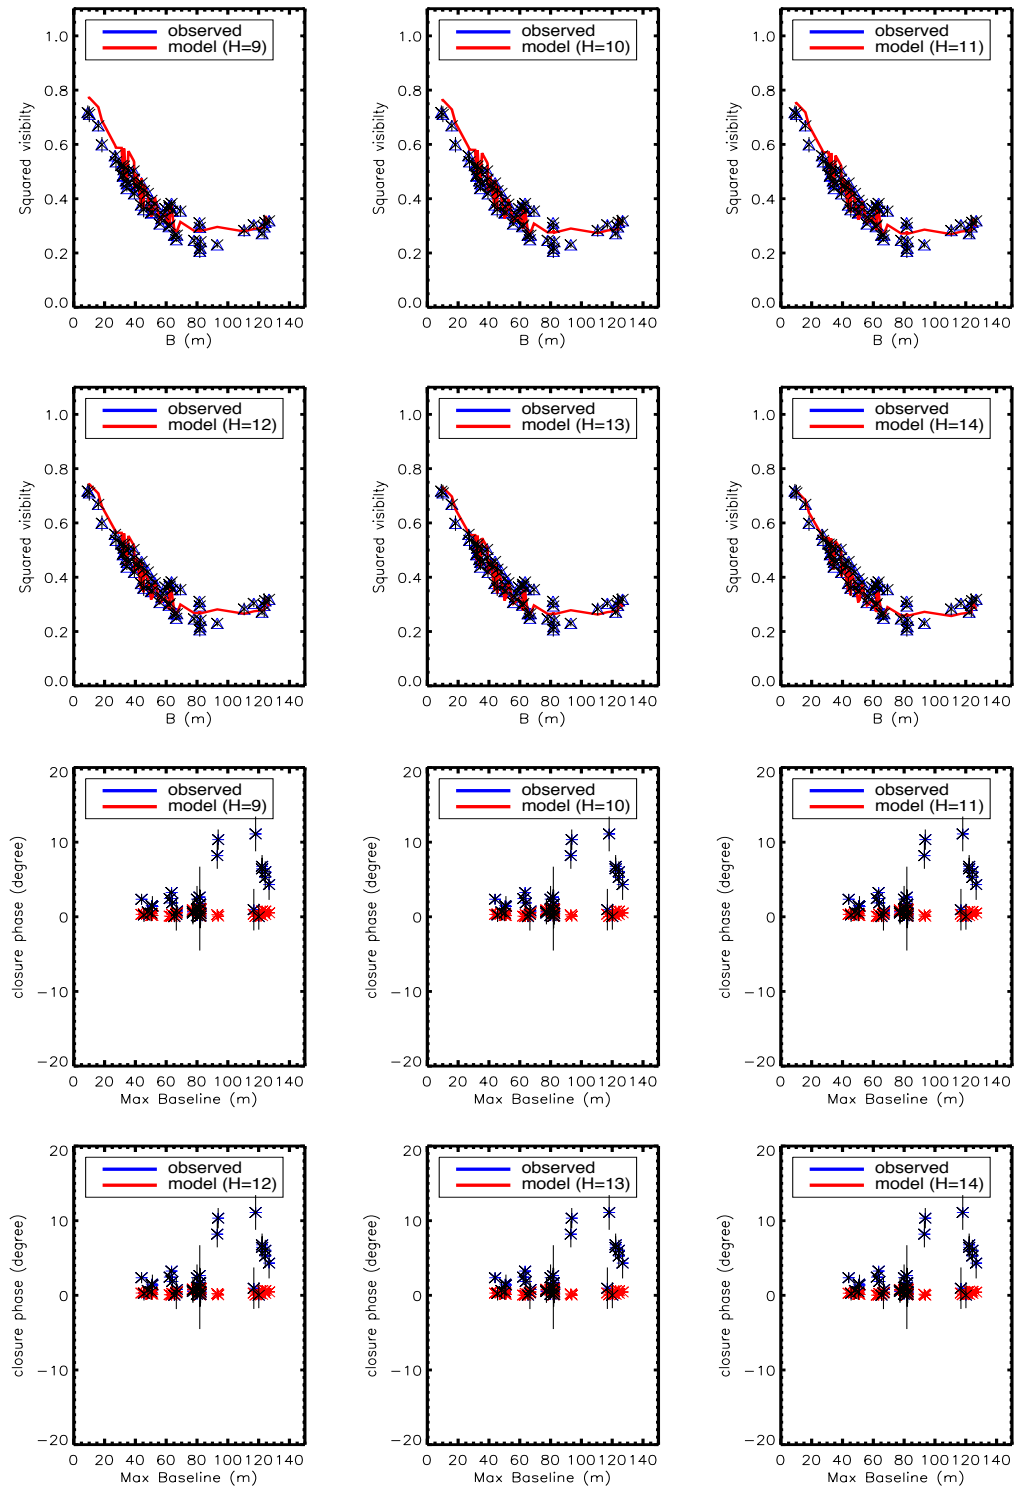 observed
model (H=9)
Squared visibilty
1.0
0.8
0.6
0.4
0.2
0.0
0 20 40 60 80 100 120 140
B (m)
observed
model (H=10)
Squared visibilty
1.0
0.8
0.6
0.4
0.2
0.0
0 20 40 60 80 100 120 140
B (m)
observed
model (H=11)
Squared visibilty
1.0
0.8
0.6
0.4
0.2
0.0
0 20 40 60 80 100 120 140
B (m)
observed
model (H=12)
Squared visibilty
1.0
0.8
0.6
0.4
0.2
0.0
0 20 40 60 80 100 120 140
B (m)
observed
model (H=13)
Squared visibilty
1.0
0.8
0.6
0.4
0.2
0.0
0 20 40 60 80 100 120 140
B (m)
observed
model (H=14)
Squared visibilty
1.0
0.8
0.6
0.4
0.2
0.0
0 20 40 60 80 100 120 140
B (m)
observed
model (H=9)
closure phase (degree)
20
10
0
−10
−20
0 20 40 60 80 100 120 140
Max Baseline (m)
observed
model (H=10)
closure phase (degree)
20
10
0
−10
−20
0 20 40 60 80 100 120 140
Max Baseline (m)
observed
model (H=11)
closure phase (degree)
20
10
0
−10
−20
0 20 40 60 80 100 120 140
Max Baseline (m)
observed
model (H=12)
closure phase (degree)
20
10
0
−10
−20
0 20 40 60 80 100 120 140
Max Baseline (m)
observed
model (H=13)
closure phase (degree)
20
10
0
−10
−20
0 20 40 60 80 100 120 140
Max Baseline (m)
observed
model (H=14)
closure phase (degree)
20
10
0
−10
−20
0 20 40 60 80 100 120 140
Max Baseline (m)